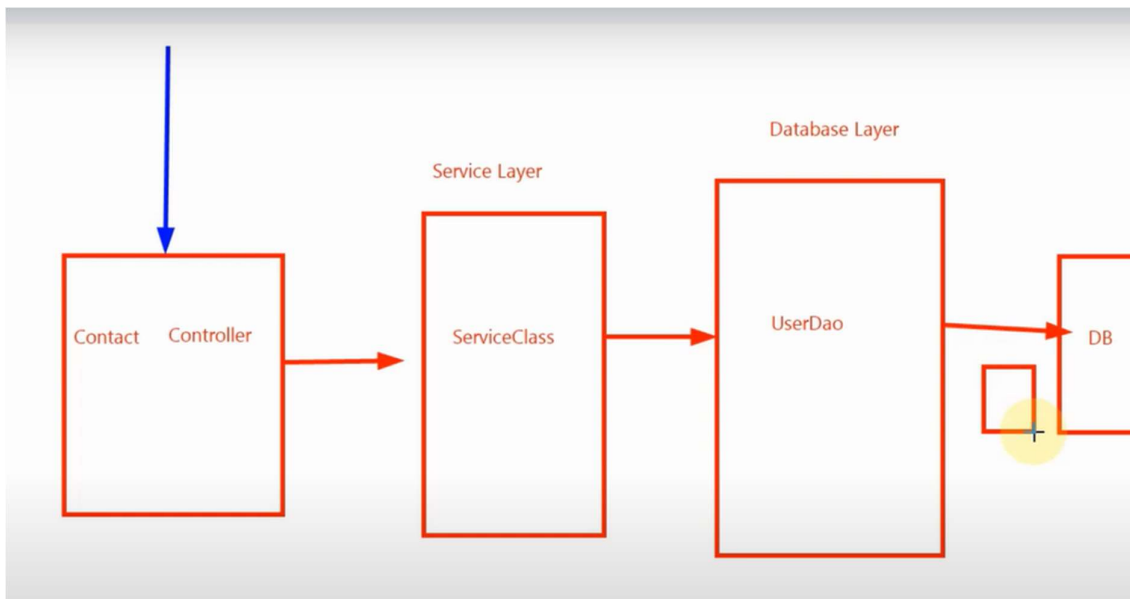 Database Layer
Service Layer
Contact Controller
ServiceClass
UserDao
DB